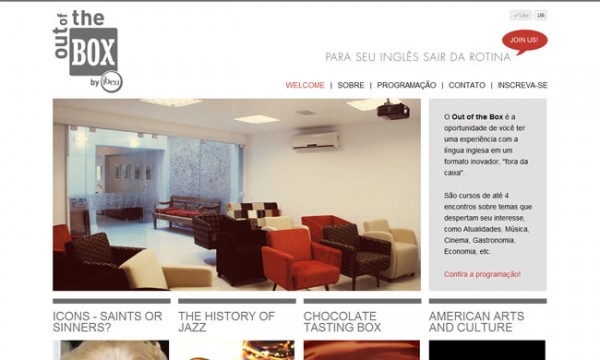 out of the
BOX
by ibeu
Like 18k
JOIN US!
PARA SEU INGLÊS SAIR DA ROTINA
WELCOME | SOBRE | PROGRAMAÇÃO | CONTATO | INSCREVA-SE
O Out of the Box é a
oportunidade de você ter
uma experiência com a
língua inglesa em um
formato inovador, "fora da
caixa".
São cursos de até 4
encontros sobre temas que
despertam seu interesse,
como Atualidades, Música,
Cinema, Gastronomia,
Economia, etc.
Confira a programação!
ICONS - SAINTS OR
SINNERS?
THE HISTORY OF
JAZZ
CHOCOLATE
TASTING BOX
AMERICAN ARTS
AND CULTURE